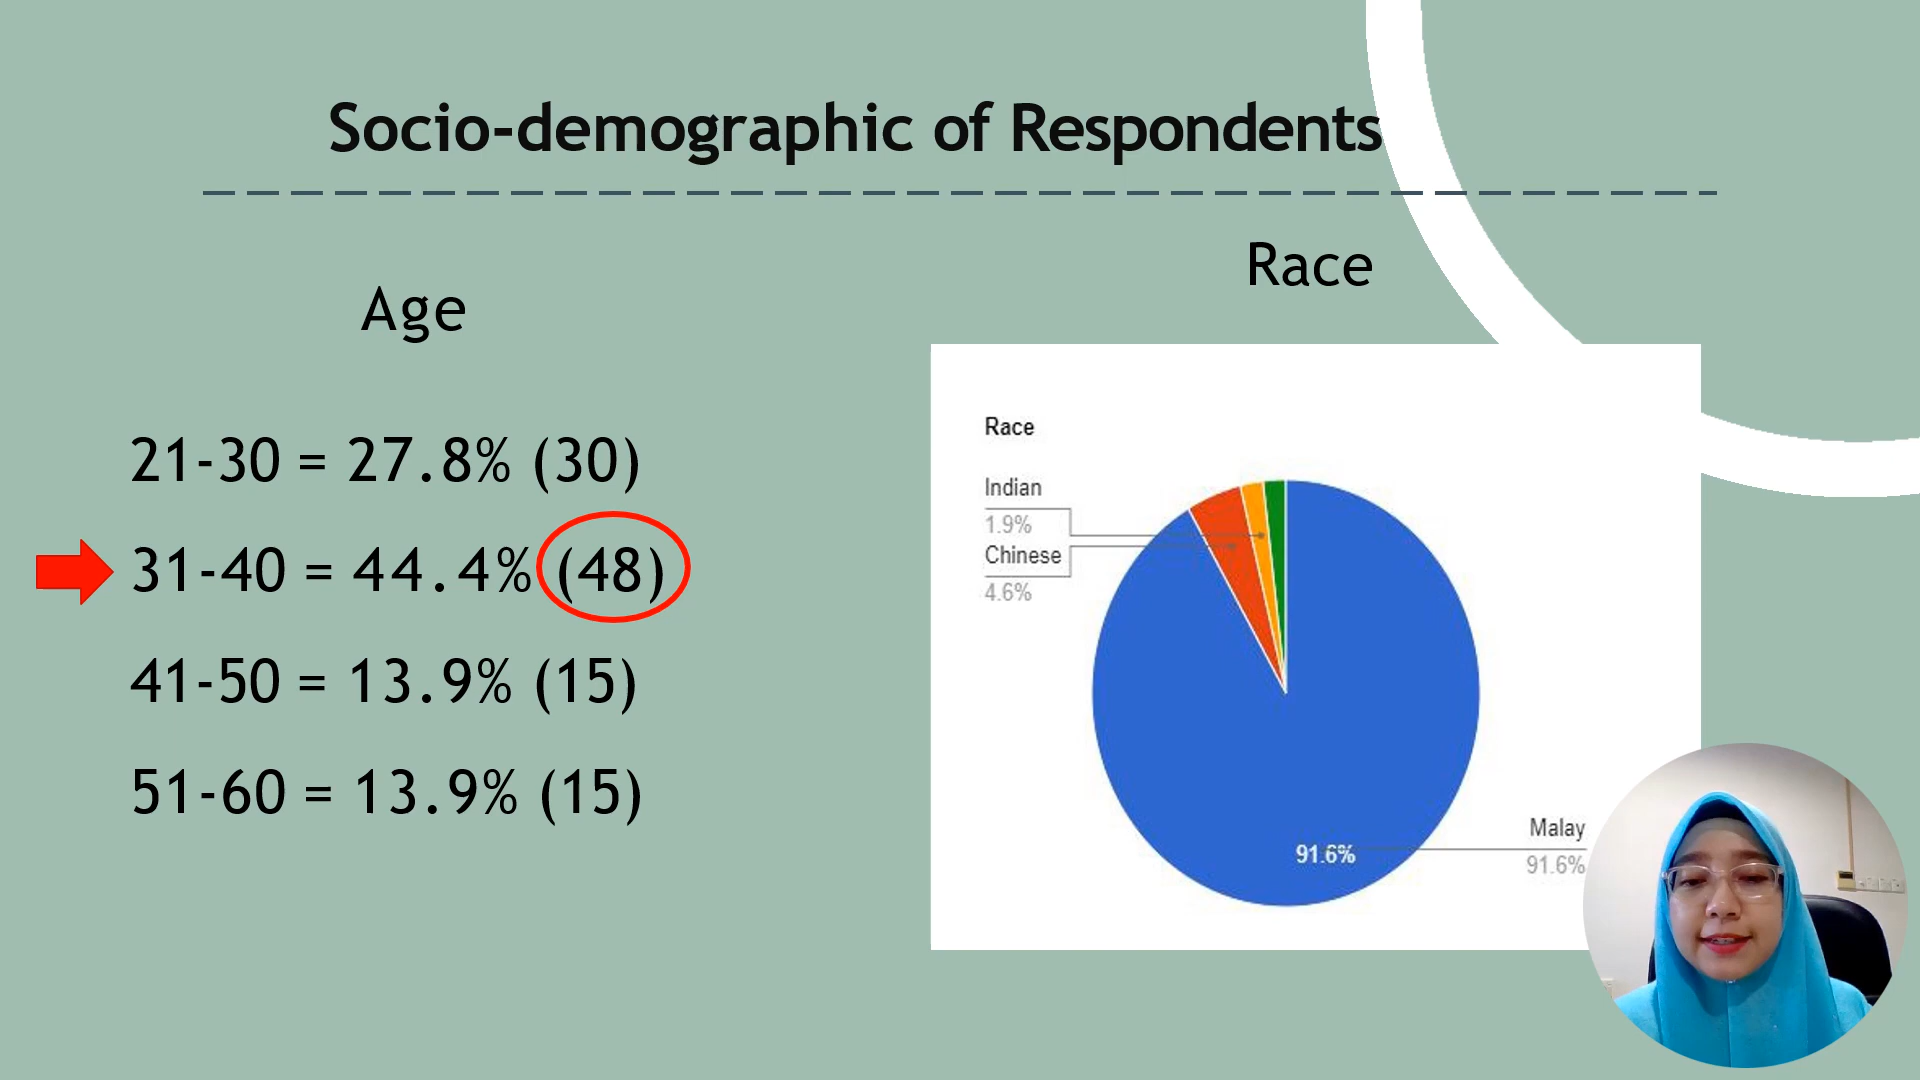 Socio-demographic of Respondents
Age
21-30 = 27.8% (30)
31-40 = 44.4% (48)
41-50 = 13.9% (15)
51-60 = 13.9% (15)
Race
Race
Indian
1.9%
Chinese
4.6%
91.6%
Malay
91.6%